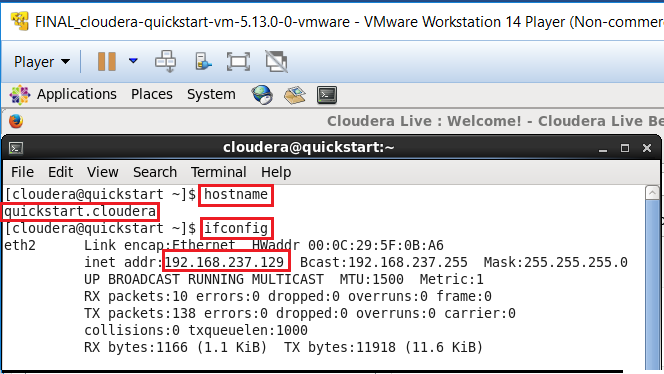 FINAL_cloudera-quickstart-vm-5.13.0-0-vmware - VMware Workstation 14 Player (Non-commer
Player
Applications Places System
Cloudera Live : Welcome! - Cloudera Live Be
cloudera@quickstart:~
File Edit View Search Terminal Help
[cloudera@quickstart ~]$ hostname
quickstart.cloudera
[cloudera@quickstart ~]$ ifconfig
eth2 Link encap:Ethernet HWaddr 00:0C:29:5F:0B:A6
inet addr:192.168.237.129 Bcast:192.168.237.255 Mask:255.255.255.0
UP BROADCAST RUNNING MULTICAST MTU:1500 Metric:1
RX packets:10 errors:0 dropped:0 overruns:0 frame:0
TX packets:138 errors:0 dropped:0 overruns:0 carrier:0
collisions:0 txqueuelen:1000
RX bytes:1166 (1.1 KiB) TX bytes:11918 (11.6 KiB)